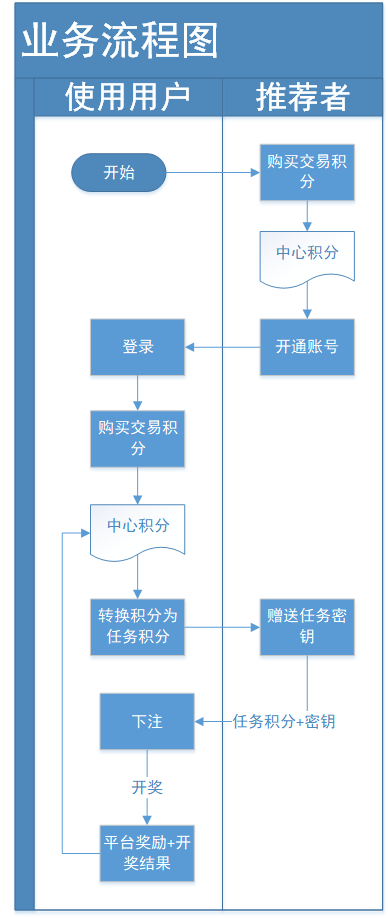 业务流程图
使用用户
推荐者
开始
购买交易积
分
中心积分
登录
开通账号
购买交易积
分
中心积分
转换积分为
任务积分
赠送任务密
钥
下注
任务积分+密钥
开奖
平台奖励+开
奖结果